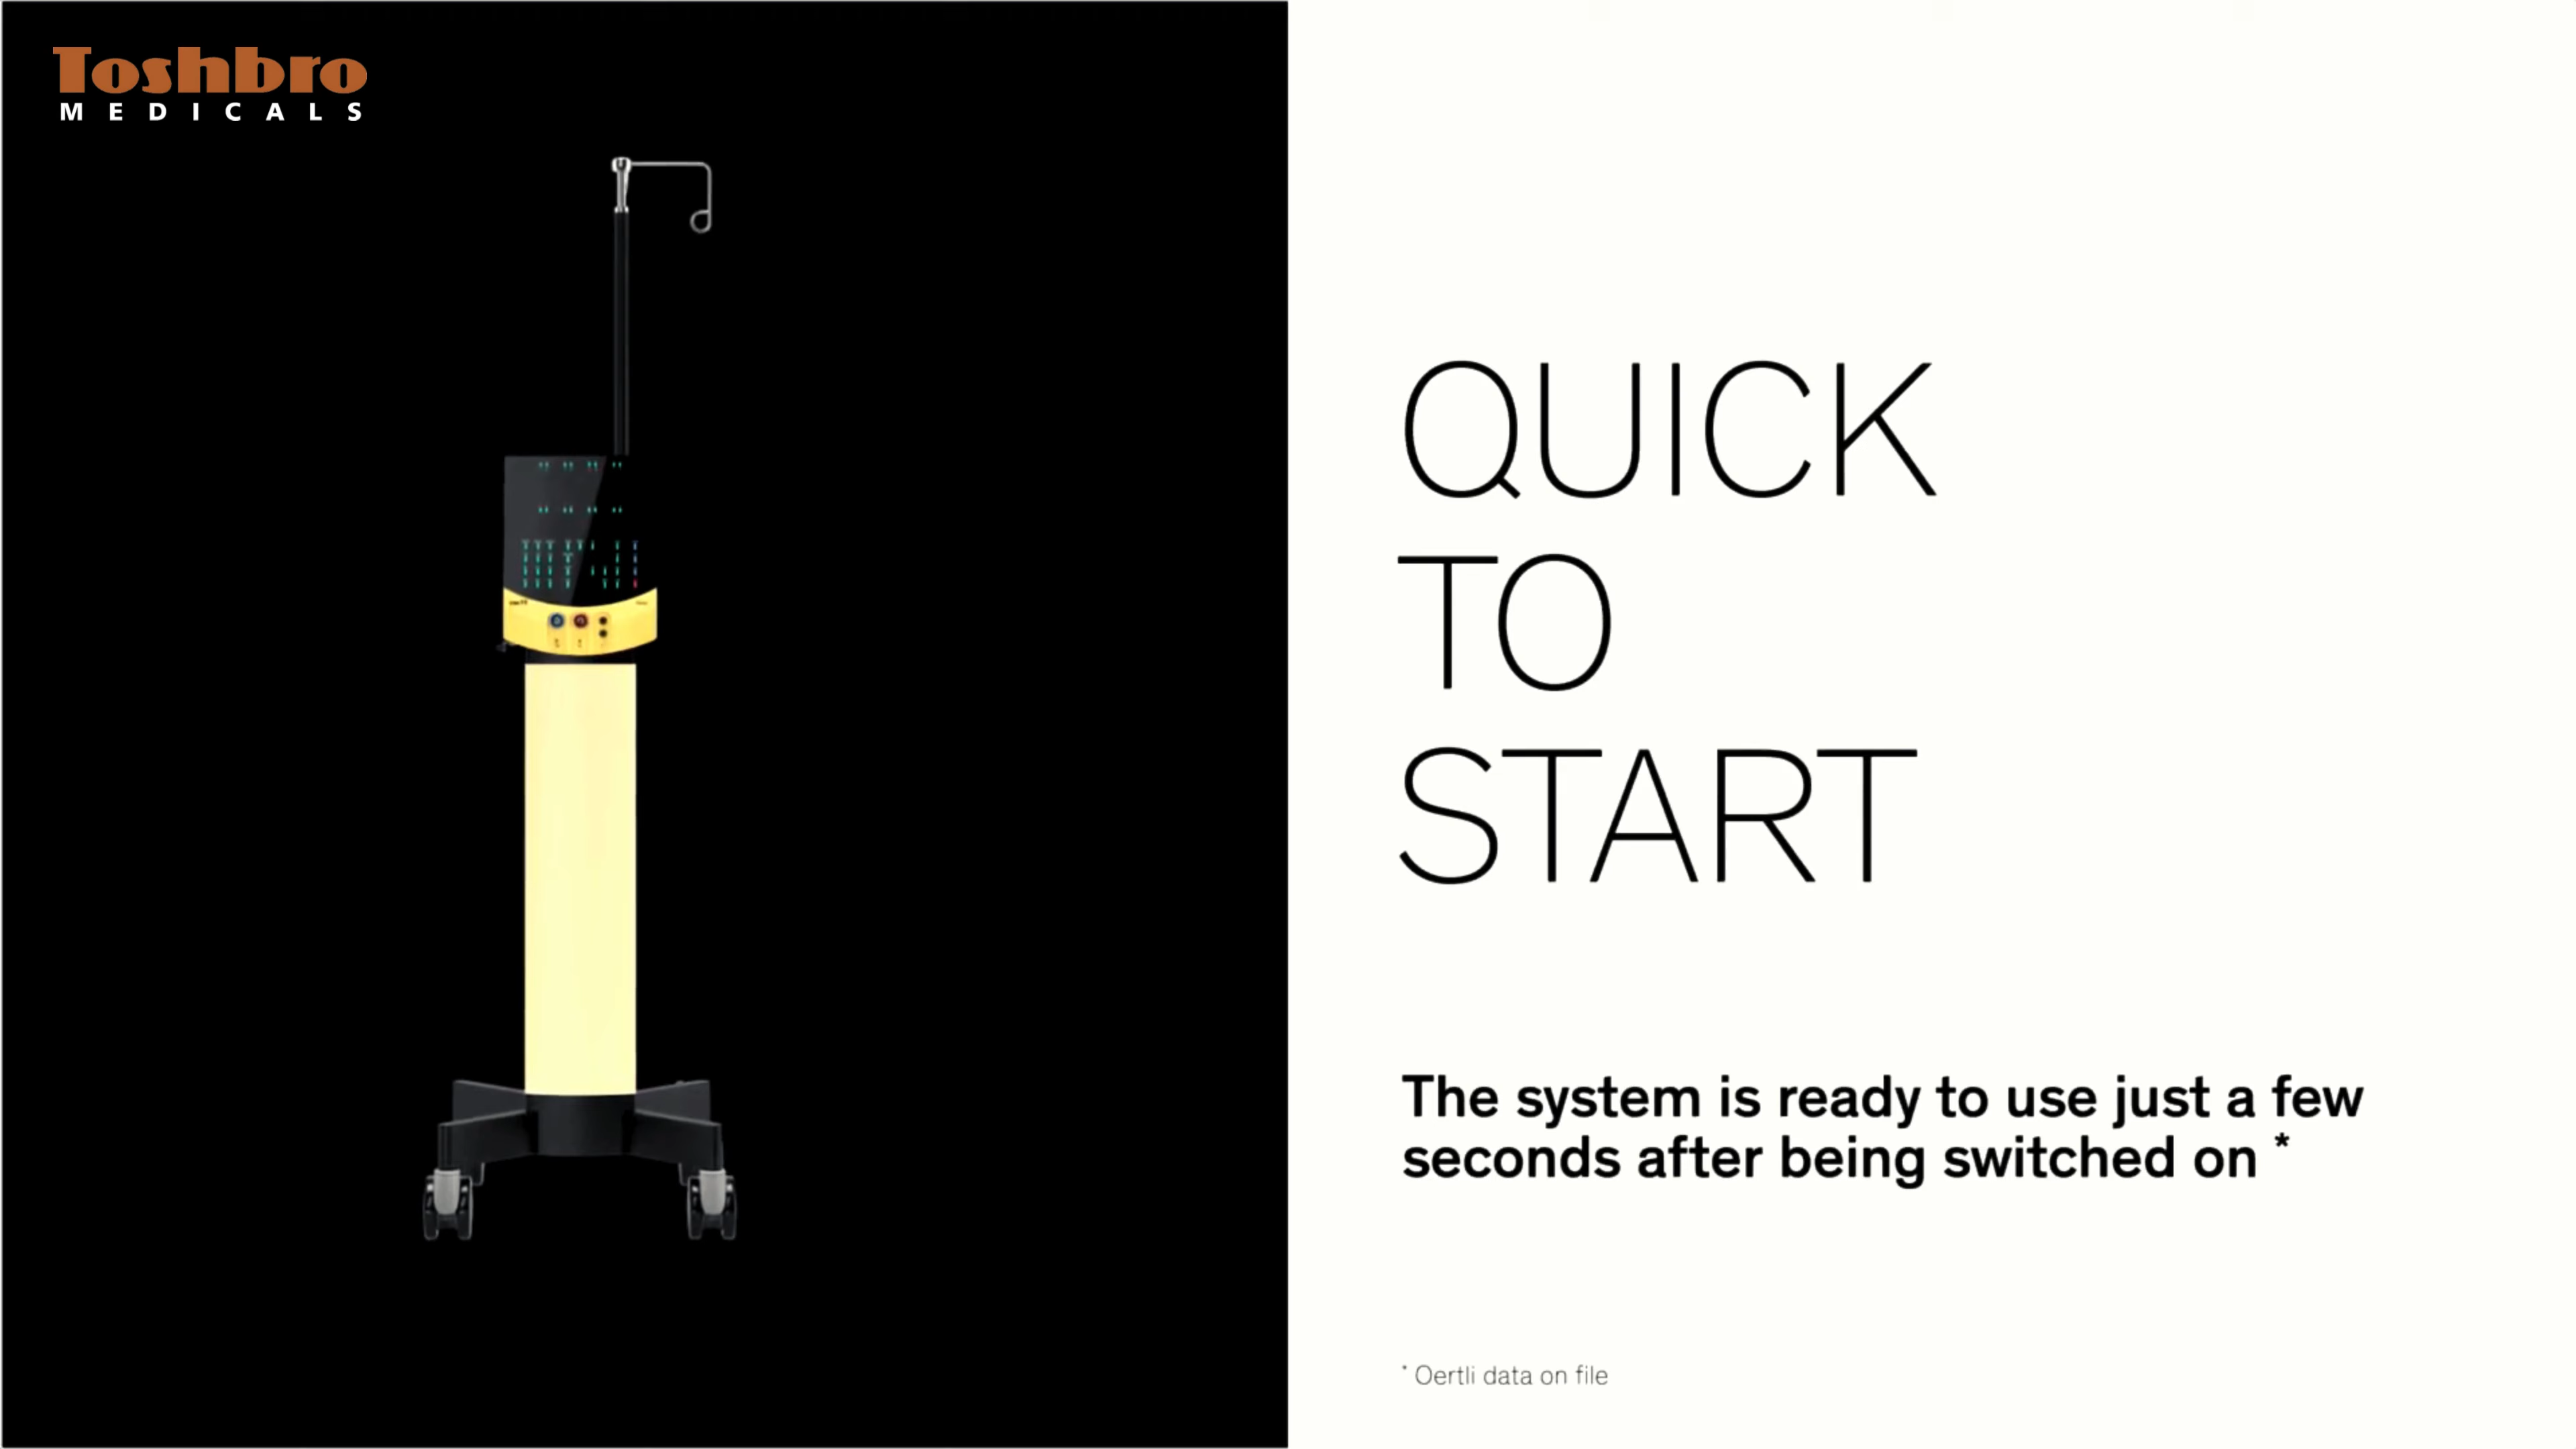 Toshbro
MEDICALS
QUICK
TO
START
The system is ready to use just a few
seconds after being switched on *
* Oertli data on file